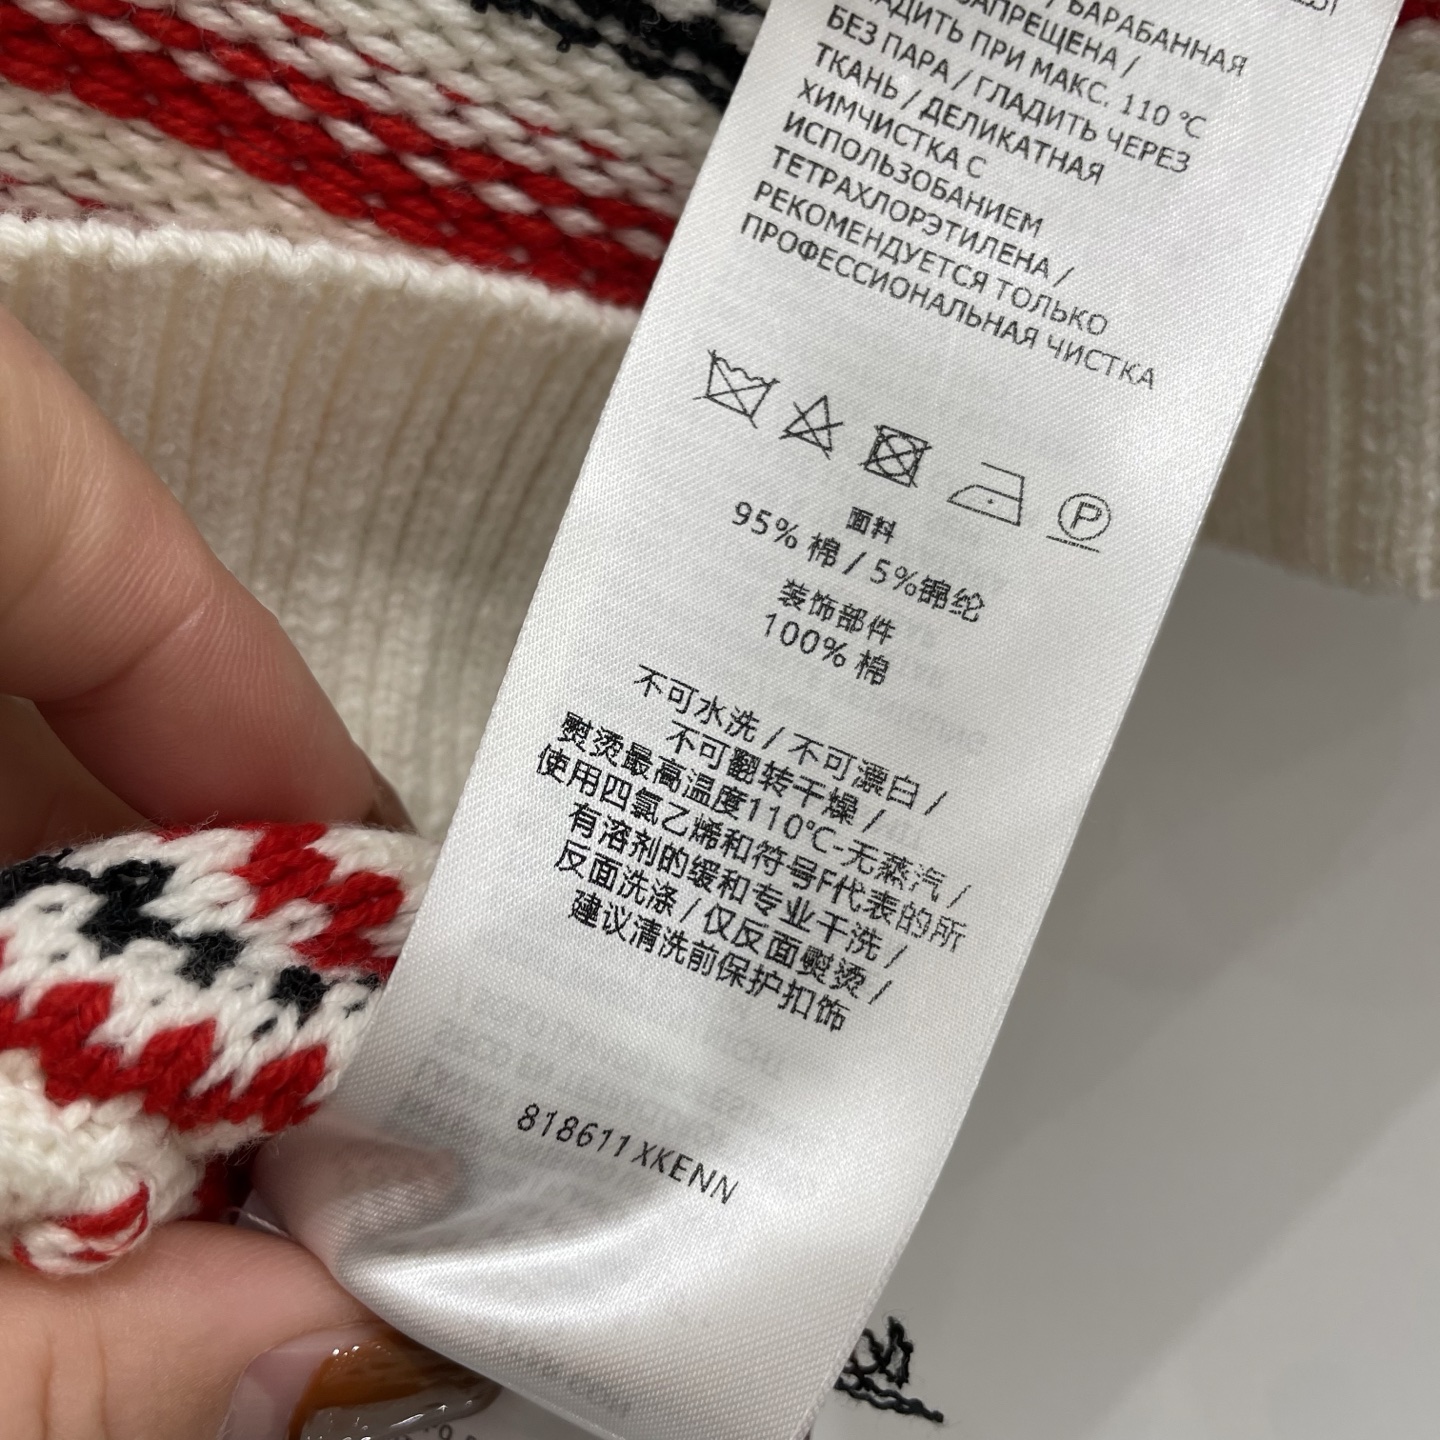 / БАРАБАННАЯ
ЗАПРЕЩЕНА /
ПРИ МАКС. 110 °C
БЕЗ ПАРА / ГЛАДИТЬ ЧЕРЕЗ
ТКАНЬ / ДЕЛИКАТНАЯ
ХИМЧИСТКА С
ИСПОЛЬЗОВАНИЕМ
ТЕТРАХЛОРЭТИЛЕНА /
РЕКОМЕНДУЕТСЯ ТОЛЬКО
ПРОФЕССИОНАЛЬНАЯ ЧИСТКА
P
面料
95% 棉 / 5%锦纶
装饰部件
100% 棉
不可水洗 / 不可漂白 /
不可翻转干燥 /
熨烫最高温度110℃-无蒸汽 /
使用四氯乙烯和符号F代表的所
有溶剂的缓和专业干洗 /
反面洗涤 / 仅反面熨烫 /
建议清洗前保护扣饰
818611 XKENN